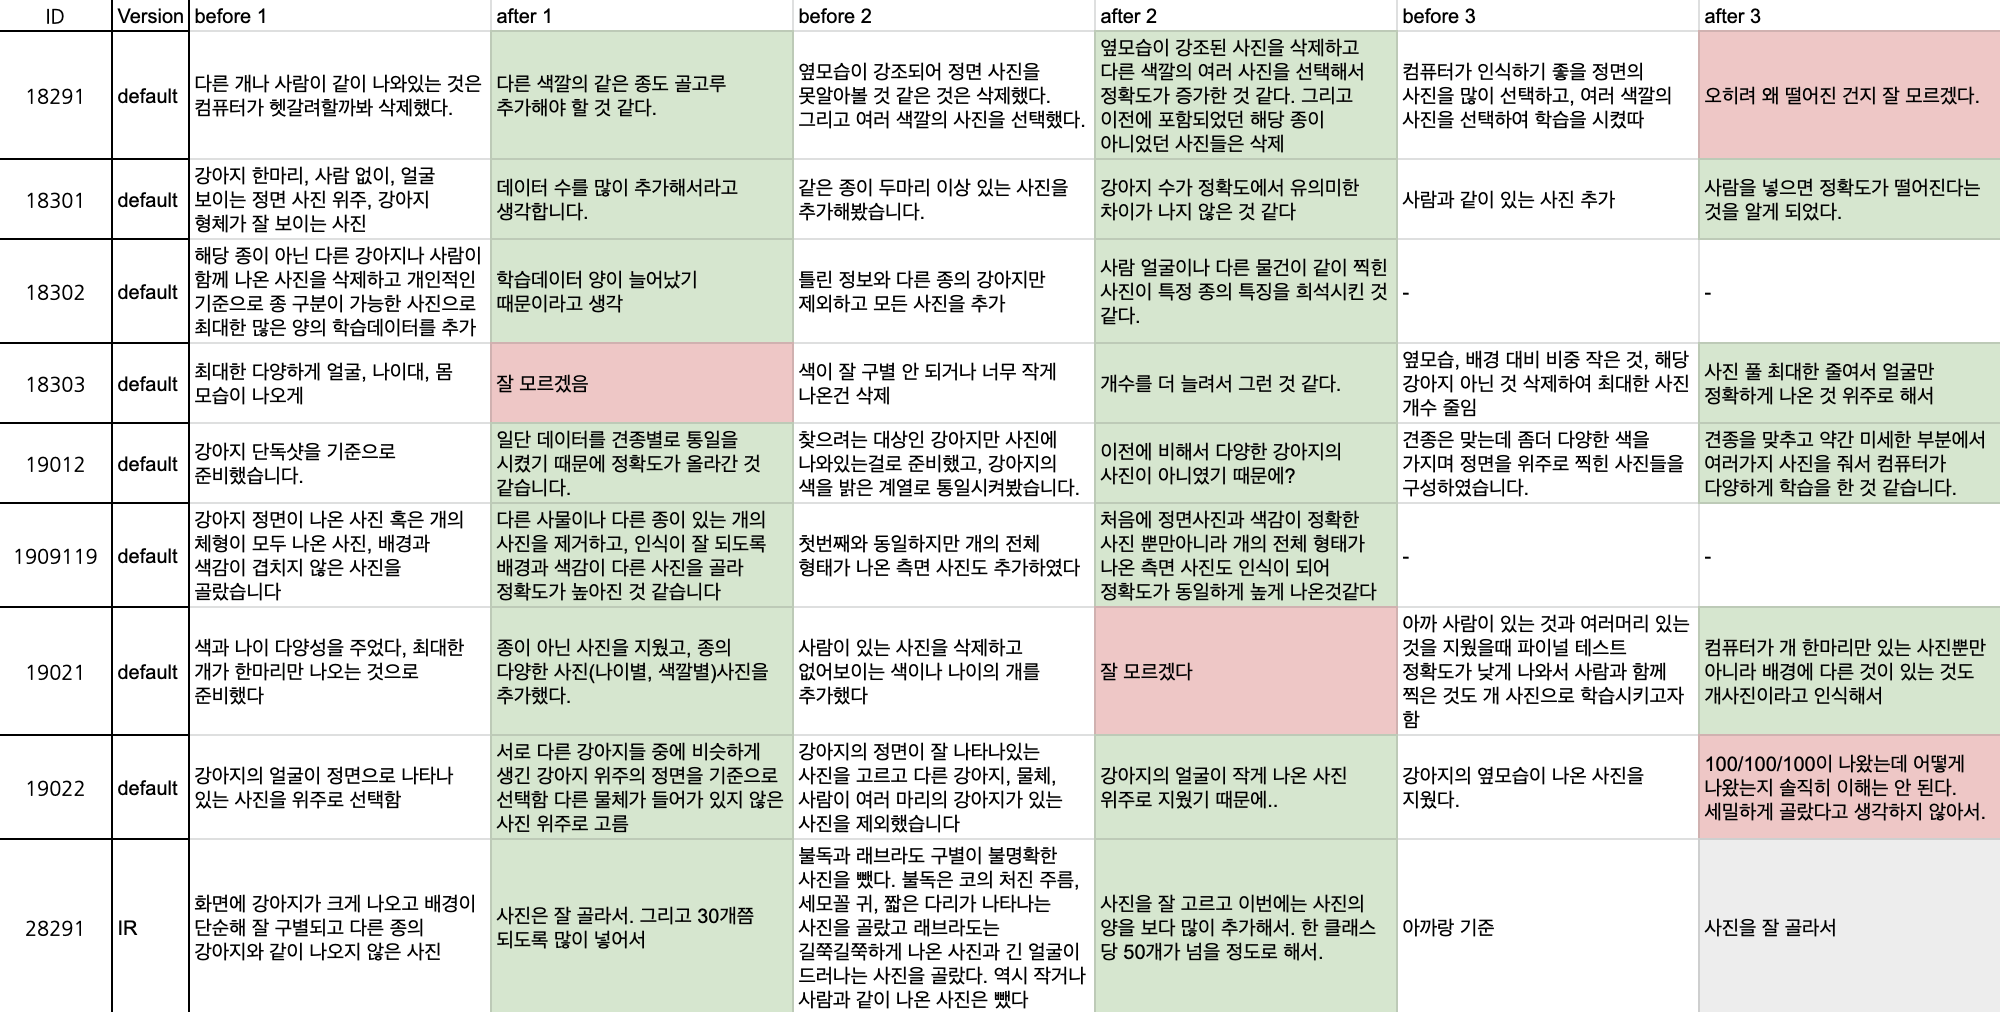 ID Version before 1 after 1 before 2 after 2 before 3 after 3
18291
default
다른 개나 사람이 같이 나와있는 것은
컴퓨터가 헷갈려할까봐 삭제했다.
다른 색깔의 같은 종도 골고루
추가해야 할 것 같다.
옆모습이 강조되어 정면 사진을
못알아볼 것 같은 것은 삭제했다.
그리고 여러 색깔의 사진을 선택했다.
옆모습이 강조된 사진을 삭제하고
다른 색깔의 여러 사진을 선택해서
정확도가 증가한 것 같다. 그리고
이전에 포함되었던 해당 종이
아니었던 사진들은 삭제
컴퓨터가 인식하기 좋을 정면의
사진을 많이 선택하고, 여러 색깔의
사진을 선택하여 학습을 시켰따
오히려 왜 떨어진 건지 잘 모르겠다.
18301
default
강아지 한마리, 사람 없이, 얼굴
보이는 정면 사진 위주, 강아지
형체가 잘 보이는 사진
데이터 수를 많이 추가해서라고
생각합니다.
같은 종이 두마리 이상 있는 사진을
추가해봤습니다.
강아지 수가 정확도에서 유의미한
차이가 나지 않은 것 같다
사람과 같이 있는 사진 추가
사람을 넣으면 정확도가 떨어진다는
것을 알게 되었다.
18302
default
해당 종이 아닌 다른 강아지나 사람이
함께 나온 사진을 삭제하고 개인적인
기준으로 종 구분이 가능한 사진으로
최대한 많은 양의 학습데이터를 추가
학습데이터 양이 늘어났기
때문이라고 생각
틀린 정보와 다른 종의 강아지만
제외하고 모든 사진을 추가
사람 얼굴이나 다른 물건이 같이 찍힌
사진이 특정 종의 특징을 희석시킨 것
같다.
-
-
18303
default
최대한 다양하게 얼굴, 나이대, 몸
모습이 나오게
잘 모르겠음
색이 잘 구별 안 되거나 너무 작게
나온건 삭제
개수를 더 늘려서 그런 것 같다.
옆모습, 배경 대비 비중 작은 것, 해당
강아지 아닌 것 삭제하여 최대한 사진
개수 줄임
사진 풀 최대한 줄여서 얼굴만
정확하게 나온 것 위주로 해서
19012
default
강아지 단독샷을 기준으로
준비했습니다.
일단 데이터를 견종별로 통일을
시켰기 때문에 정확도가 올라간 것
같습니다.
찾으려는 대상인 강아지만 사진에
나와있는걸로 준비했고, 강아지의
색을 밝은 계열로 통일시켜봤습니다.
이전에 비해서 다양한 강아지의
사진이 아니였기 때문에?
견종은 맞는데 좀더 다양한 색을
가지며 정면을 위주로 찍힌 사진들을
구성하였습니다.
견종을 맞추고 약간 미세한 부분에서
여러가지 사진을 줘서 컴퓨터가
다양하게 학습을 한 것 같습니다.
1909119
default
강아지 정면이 나온 사진 혹은 개의
체형이 모두 나온 사진, 배경과
색감이 겹치지 않은 사진을
골랐습니다
다른 사물이나 다른 종이 있는 개의
사진을 제거하고, 인식이 잘 되도록
배경과 색감이 다른 사진을 골라
정확도가 높아진 것 같습니다
첫번째와 동일하지만 개의 전체
형태가 나온 측면 사진도 추가하였다
처음에 정면사진과 색감이 정확한
사진 뿐만아니라 개의 전체 형태가
나온 측면 사진도 인식이 되어
정확도가 동일하게 높게 나온것같다
-
-
19021
default
색과 나이 다양성을 주었다, 최대한
개가 한마리만 나오는 것으로
준비했다
종이 아닌 사진을 지웠고, 종의
다양한 사진(나이별, 색깔별)사진을
추가했다.
사람이 있는 사진을 삭제하고
없어보이는 색이나 나이의 개를
추가했다
잘 모르겠다
아까 사람이 있는 것과 여러머리 있는
것을 지웠을때 파이널 테스트
정확도가 낮게 나와서 사람과 함께
찍은 것도 개 사진으로 학습시키고자
함
컴퓨터가 개 한마리만 있는 사진뿐만
아니라 배경에 다른 것이 있는 것도
개사진이라고 인식해서
19022
default
강아지의 얼굴이 정면으로 나타나
있는 사진을 위주로 선택함
서로 다른 강아지들 중에 비슷하게
생긴 강아지 위주의 정면을 기준으로
선택함 다른 물체가 들어가 있지 않은
사진 위주로 고름
강아지의 정면이 잘 나타나있는
사진을 고르고 다른 강아지, 물체,
사람이 여러 마리의 강아지가 있는
사진을 제외했습니다
강아지의 얼굴이 작게 나온 사진
위주로 지웠기 때문에..
강아지의 옆모습이 나온 사진을
지웠다.
100/100/100이 나왔는데 어떻게
나왔는지 솔직히 이해는 안 된다.
세밀하게 골랐다고 생각하지 않아서.
28291
IR
화면에 강아지가 크게 나오고 배경이
단순해 잘 구별되고 다른 종의
강아지와 같이 나오지 않은 사진
사진은 잘 골라서. 그리고 30개쯤
되도록 많이 넣어서
불독과 래브라도 구별이 불명확한
사진을 뺐다. 불독은 코의 처진 주름,
세모꼴 귀, 짧은 다리가 나타나는
사진을 골랐고 래브라도는
길쭉길쭉하게 나온 사진과 긴 얼굴이
드러나는 사진을 골랐다. 역시 작거나
사람과 같이 나온 사진은 뺐다
사진을 잘 고르고 이번에는 사진의
양을 보다 많이 추가해서. 한 클래스
당 50개가 넘을 정도로 해서.
아까랑 기준
사진을 잘 골라서